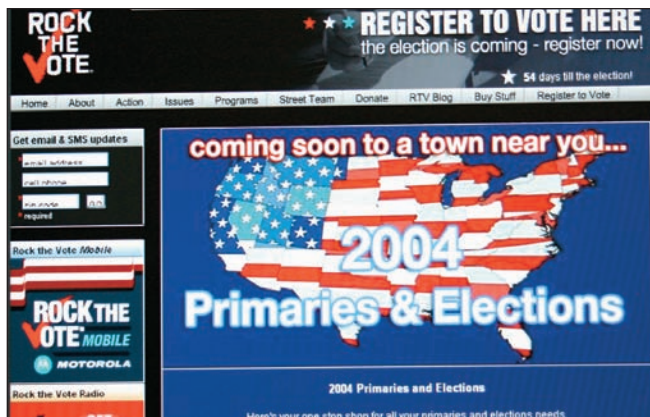 ROCK
THE
VOTE
REGISTER TO VOTE HERE
the election is coming - register now!
54 days till the election!
Home About Action Issues Programs Street Team Donate RTV Blog Buy Stuff Register to Vote
Get email & SMS updates
* email address
cell phone
* zip code GO
* required
coming soon to a town near you...
2004
Primaries & Elections
Rock the Vote Mobile
ROCK THE
VOTE MOBILE
MOTOROLA
Rock the Vote Radio
2004 Primaries and Elections
Here's your one stop shop for all your primaries and elections needs.